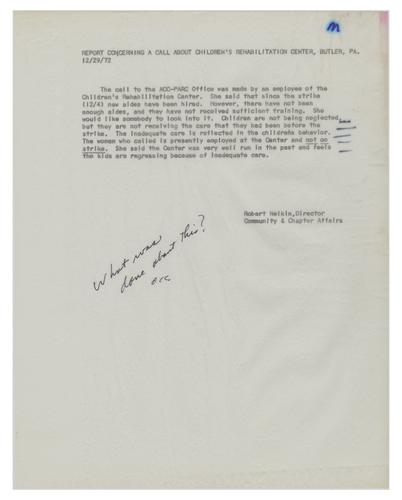 m
REPORT CONCERNING A CALL ABOUT CHILDREN'S REHABILITATION CENTER, BUTLER, PA.
12/29/72
The call to the ACC-PARC Office was made by an employee of the
Children's Rehabilitation Center. She said that since the strike
(12/4) new aides have been hired. However, there have not been
enough aides, and they have not received sufficient training. She
would like somebody to look into it. Children are not being neglected,
but they are not receiving the care that they had been before the
strike. The inadequate care is reflected in the childrens behavior.
The woman who called is presently employed at the Center and not on
strike. She said the Center was very well run in the past and feels
the kids are regressing because of inadequate care.
Robert Nelkin, Director
Community & Chapter Affairs
What was
done about this?